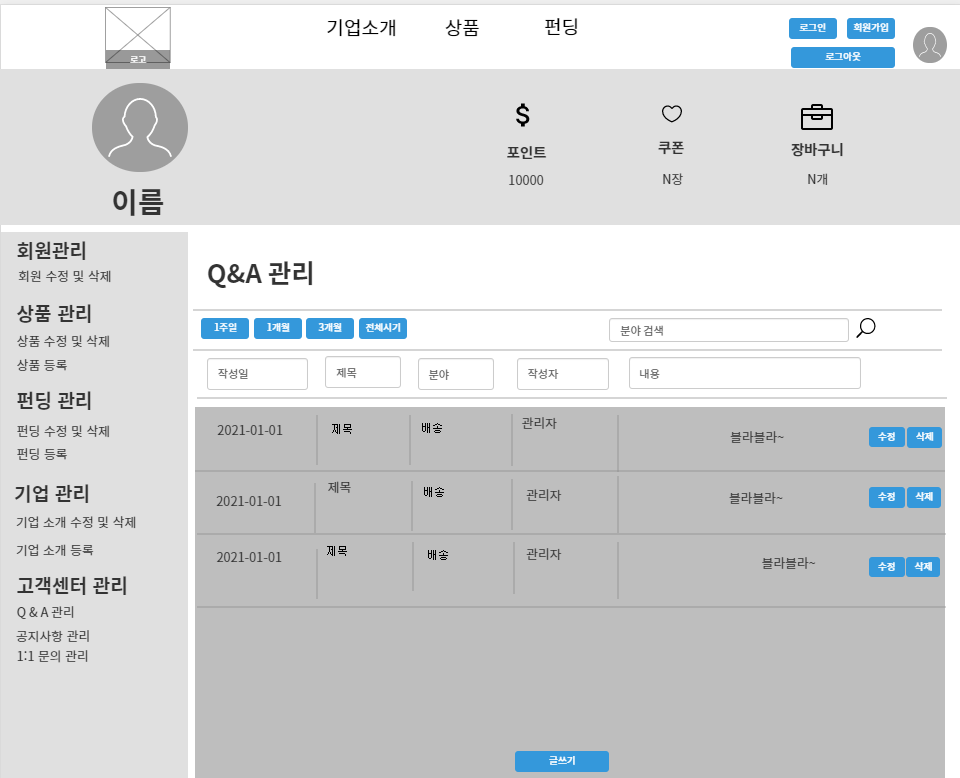 기업소개 상품 펀딩
로그인 회원가입
로그아웃
로고
이름
$
포인트
10000
쿠폰
N장
장바구니
N개
회원관리
회원 수정 및 삭제
상품 관리
상품 수정 및 삭제
상품 등록
펀딩 관리
펀딩 수정 및 삭제
펀딩 등록
기업 관리
기업 소개 수정 및 삭제
기업 소개 등록
고객센터 관리
Q & A 관리
공지사항 관리
1:1 문의 관리
Q&A 관리
1주일 1개월 3개월 전체시기 분야 검색
작성일 제목 분야 작성자 내용
2021-01-01 제목 배송 관리자 블라블라~ 수정 삭제
2021-01-01 제목 배송 관리자 블라블라~ 수정 삭제
2021-01-01 제목 배송 관리자 블라블라~ 수정 삭제
글쓰기